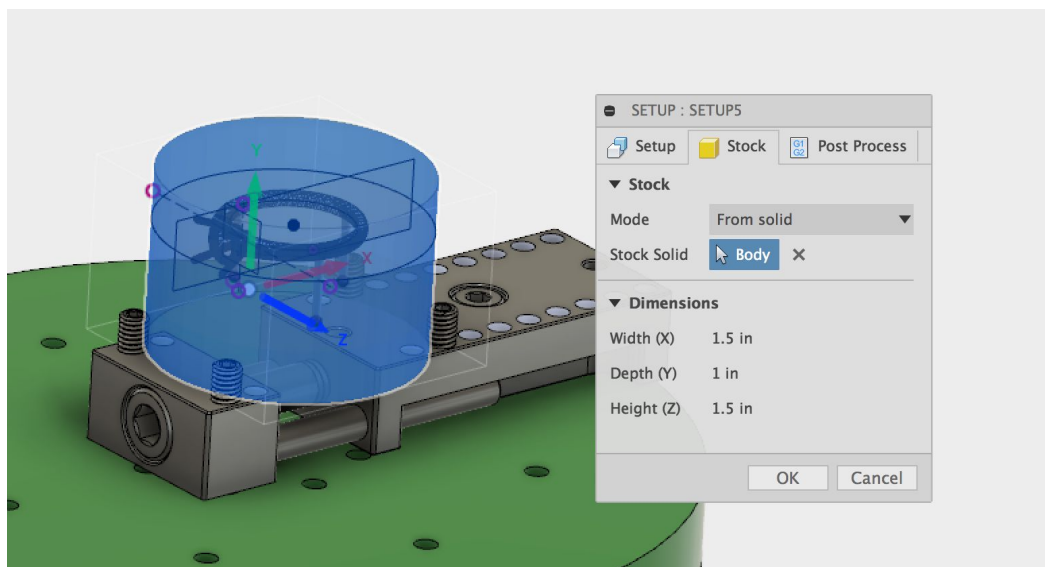 SETUP : SETUP5
Setup
G1
G2
Stock
Post Process
Stock
Mode
From solid
Stock Solid
Body
Dimensions
Width (X)
1.5 in
Depth (Y)
1 in
Height (Z)
1.5 in
OK
Cancel
Y
X
Z